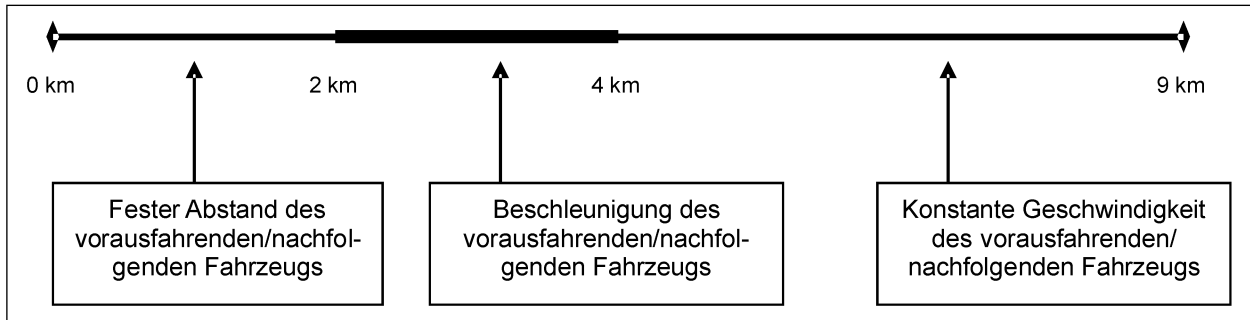 0 km
2 km
4 km
9 km
Fester Abstand des
vorausfahrenden/nachfol-
genden Fahrzeugs
Beschleunigung des
vorausfahrenden/nachfol-
genden Fahrzeugs
Konstante Geschwindigkeit
des vorausfahrenden/
nachfolgenden Fahrzeugs